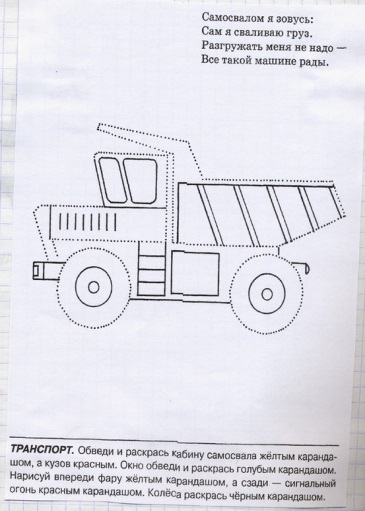 Самосвалом я зовусь:
Сам я сваливаю груз.
Разгружать меня не надо —
Все такой машине рады.
ТРАНСПОРТ. Обведи и раскрась кабину самосвала жёлтым каранда-
шом, а кузов красным. Окно обведи и раскрась голубым карандашом.
Нарисуй впереди фару жёлтым карандашом, а сзади — сигнальный
огонь красным карандашом. Колёса раскрась чёрным карандашом.